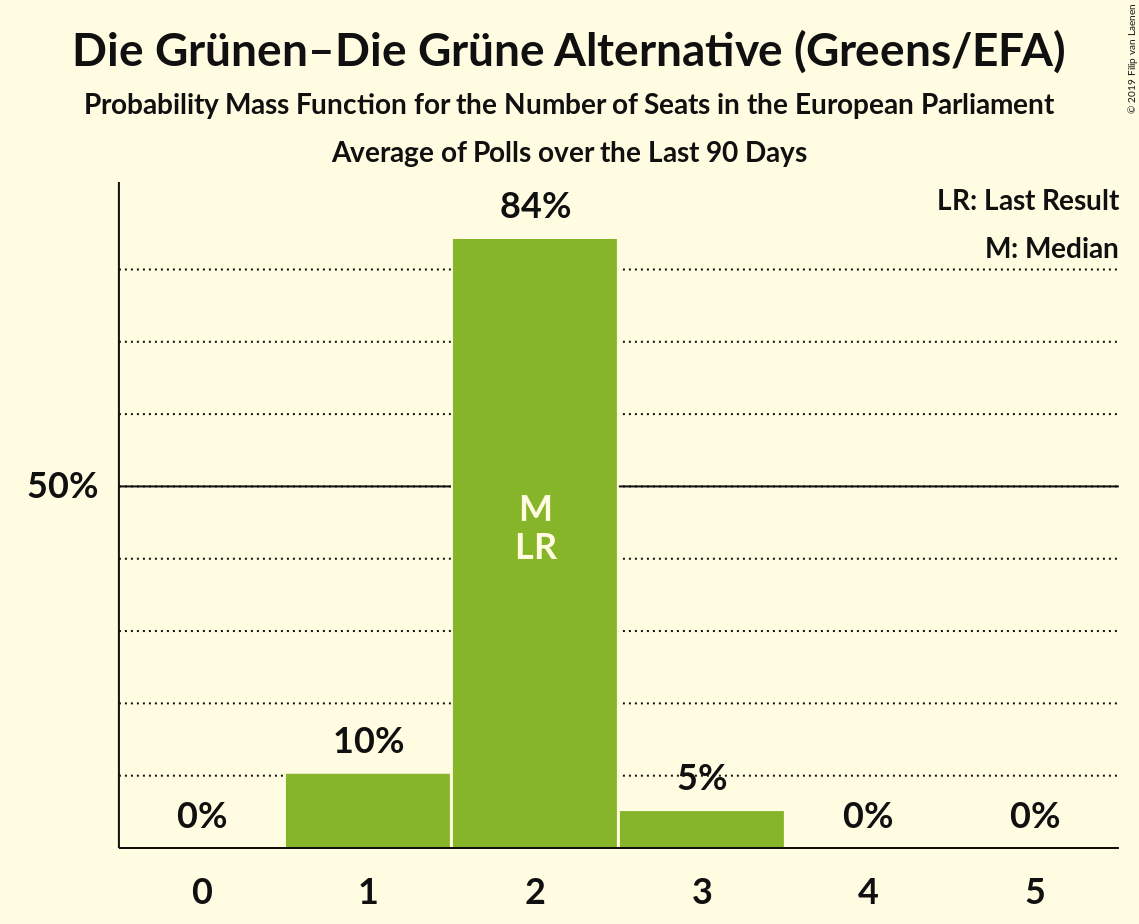 Die Grünen–Die Grüne Alternative (Greens/EFA)
Probability Mass Function for the Number of Seats in the European Parliament
Average of Polls over the Last 90 Days
© 2019 Filip van Laenen
LR: Last Result
M: Median
84%
50%
M
LR
10%
5%
0%
0%
0%
0
1
2
3
4
5